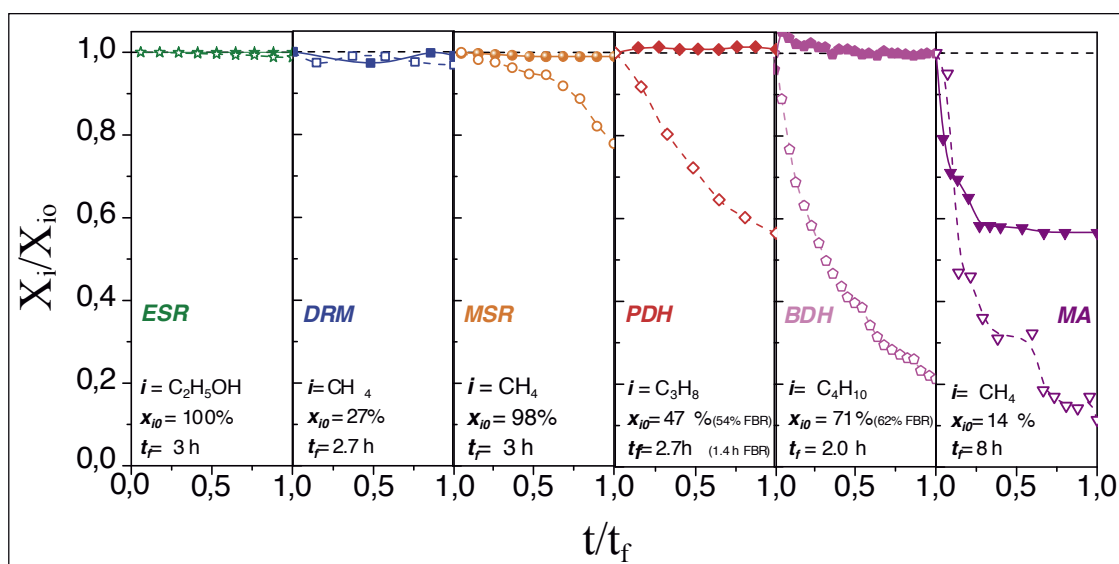 X_i/X_io
1,0
0,8
0,6
0,4
0,2
0,0
ESR
i = C2H5OH
x_i0= 100%
t_f= 3 h
DRM
i=CH 4
x_i0= 27%
t_f= 2.7 h
MSR
i = CH4
x_i0= 98%
t_f= 3 h
PDH
i = C3H8
x_i0= 47 %(54% FBR)
tf=2.7h (1.4 h FBR)
BDH
i= C4H10
x_i0= 71%(62% FBR)
t_f = 2.0 h
MA
i= CH4
x_i0= 14 %
t_f= 8h
0,0 0,5 1,0 0,5 1,0 0,5 1,0 0,5 1,0 0,5 1,0 0,5 1,0
t/t_f